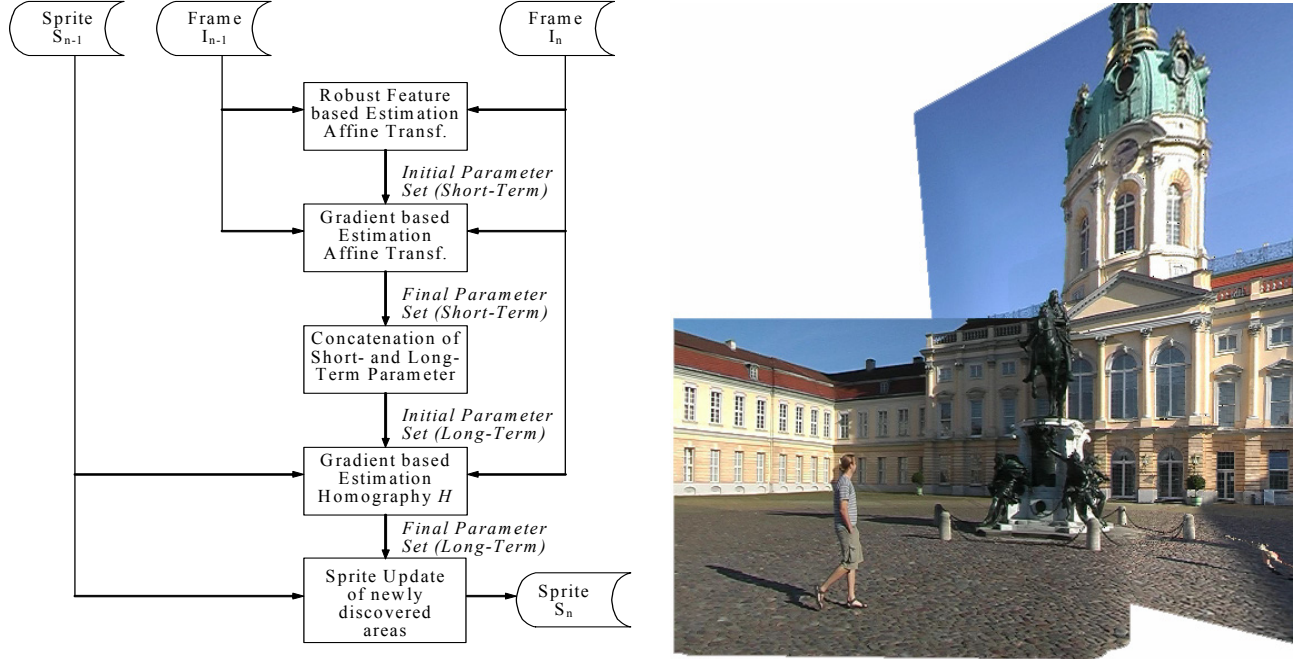 Sprite
Sₙ₋₁
Frame
Iₙ₋₁
Frame
Iₙ
Robust Feature
based Estimation
Affine Transf.
Initial Parameter
Set (Short-Term)
Gradient based
Estimation
Affine Transf.
Final Parameter
Set (Short-Term)
Concatenation of
Short- and Long-
Term Parameter
Initial Parameter
Set (Long-Term)
Gradient based
Estimation
Homography H
Final Parameter
Set (Long-Term)
Sprite Update
of newly
discovered
areas
Sprite
Sₙ